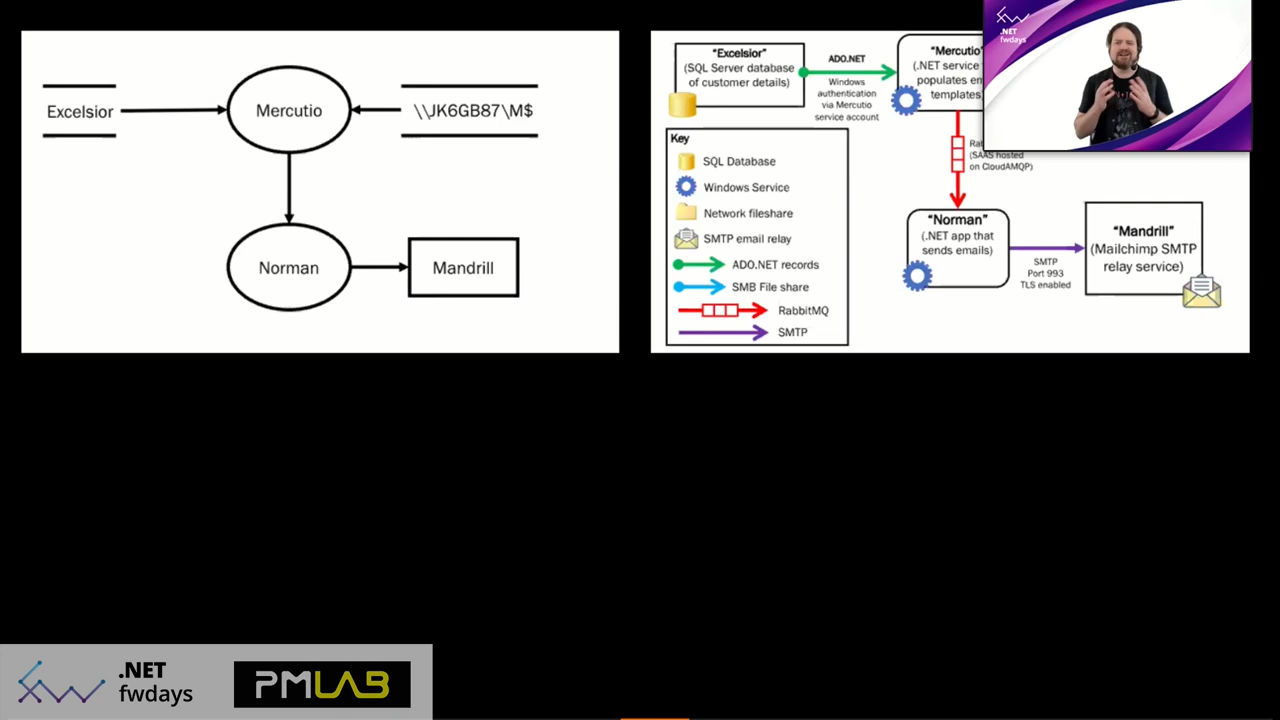 Excelsior
Mercutio
\\JK6GB87\M$
Norman
Mandrill
"Excelsior"
(SQL Server database
of customer details)
ADO.NET
Windows
authentication
via Mercutio
service account
"Mercutio"
(.NET service
populates
templates)
(SAAS hosted
on CloudAMQP)
Key
SQL Database
Windows Service
Network fileshare
SMTP email relay
ADO.NET records
SMB File share
RabbitMQ
SMTP
"Norman"
(.NET app that
sends emails)
SMTP
Port 993
TLS enabled
"Mandrill"
(Mailchimp SMTP
relay service)
.NET
fwdays
.NET
fwdays
PMLAB